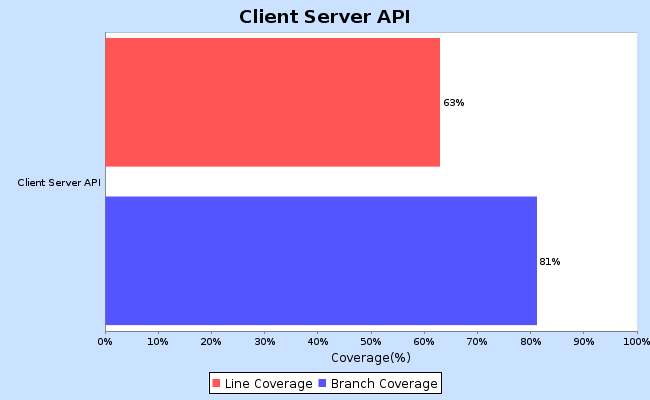 Client Server API
63%
Client Server API
81%
0% 10% 20% 30% 40% 50% 60% 70% 80% 90% 100%
Coverage(%)
Line Coverage Branch Coverage